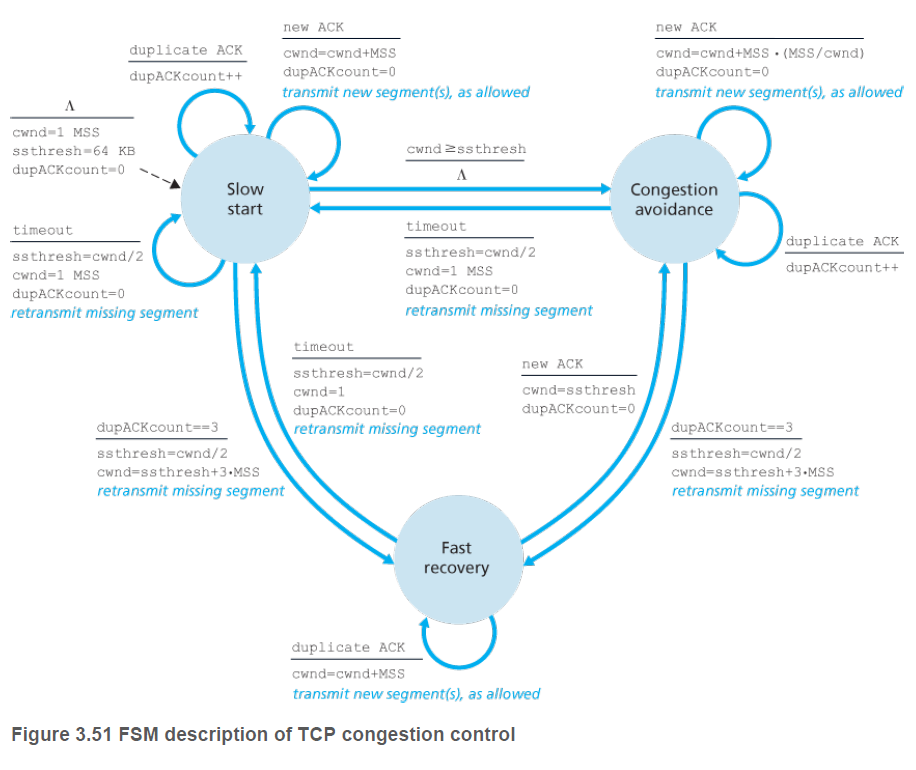 new ACK
cwnd=cwnd+MSS
dupACKcount=0
transmit new segment(s), as allowed
duplicate ACK
dupACKcount++
Λ
cwnd=1 MSS
ssthresh=64 KB
dupACKcount=0
new ACK
cwnd=cwnd+MSS•(MSS/cwnd)
dupACKcount=0
transmit new segment(s), as allowed
cwnd≥ssthresh
Λ
Slow
start
Congestion
avoidance
timeout
ssthresh=cwnd/2
cwnd=1 MSS
dupACKcount=0
retransmit missing segment
timeout
ssthresh=cwnd/2
cwnd=1 MSS
dupACKcount=0
retransmit missing segment
duplicate ACK
dupACKcount++
timeout
ssthresh=cwnd/2
cwnd=1
dupACKcount=0
retransmit missing segment
new ACK
cwnd=ssthresh
dupACKcount=0
dupACKcount==3
ssthresh=cwnd/2
cwnd=ssthresh+3•MSS
retransmit missing segment
dupACKcount==3
ssthresh=cwnd/2
cwnd=ssthresh+3•MSS
retransmit missing segment
Fast
recovery
duplicate ACK
cwnd=cwnd+MSS
transmit new segment(s), as allowed
Figure 3.51 FSM description of TCP congestion control